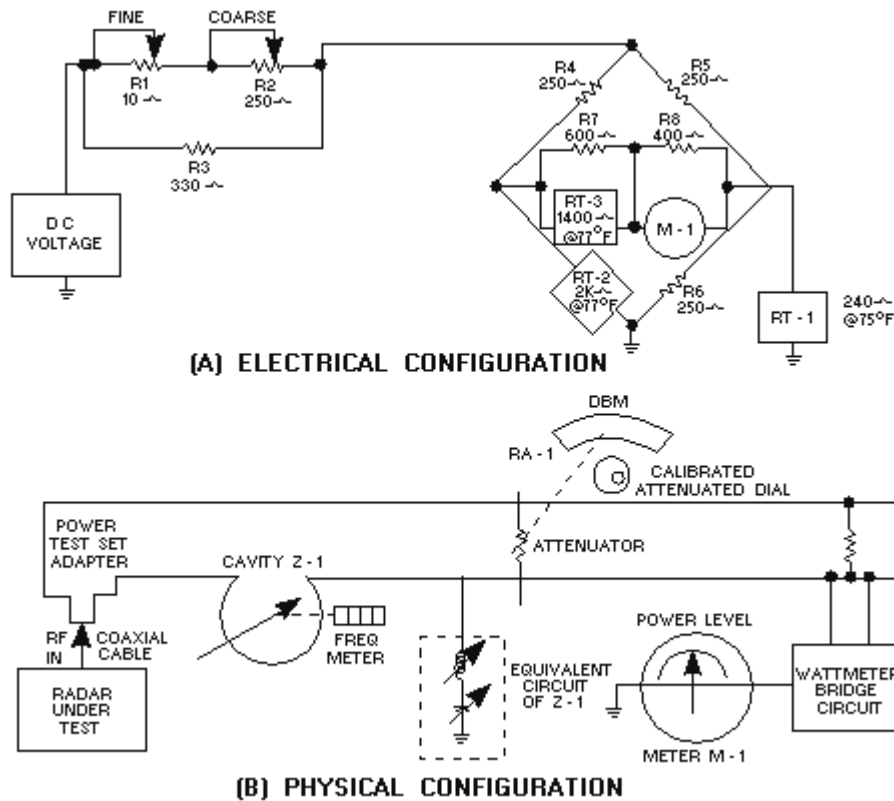 FINE
COARSE
R1
10 ⏦
R2
250 ⏦
R3
330 ⏦
DC
VOLTAGE
R4
250 ⏦
R5
250 ⏦
R7
600 ⏦
R8
400 ⏦
RT-3
1400 ⏦
@77°F
M-1
RT-2
2K ⏦
@77°F
R6
250 ⏦
RT-1
240 ⏦
@75°F
(A) ELECTRICAL CONFIGURATION
DBM
RA-1
CALIBRATED
ATTENUATED DIAL
POWER
TEST SET
ADAPTER
CAVITY Z-1
ATTENUATOR
RF
IN
COAXIAL
CABLE
FREQ
METER
RADAR
UNDER
TEST
EQUIVALENT
CIRCUIT
OF Z-1
POWER LEVEL
METER M-1
WATTMETER
BRIDGE
CIRCUIT
(B) PHYSICAL CONFIGURATION